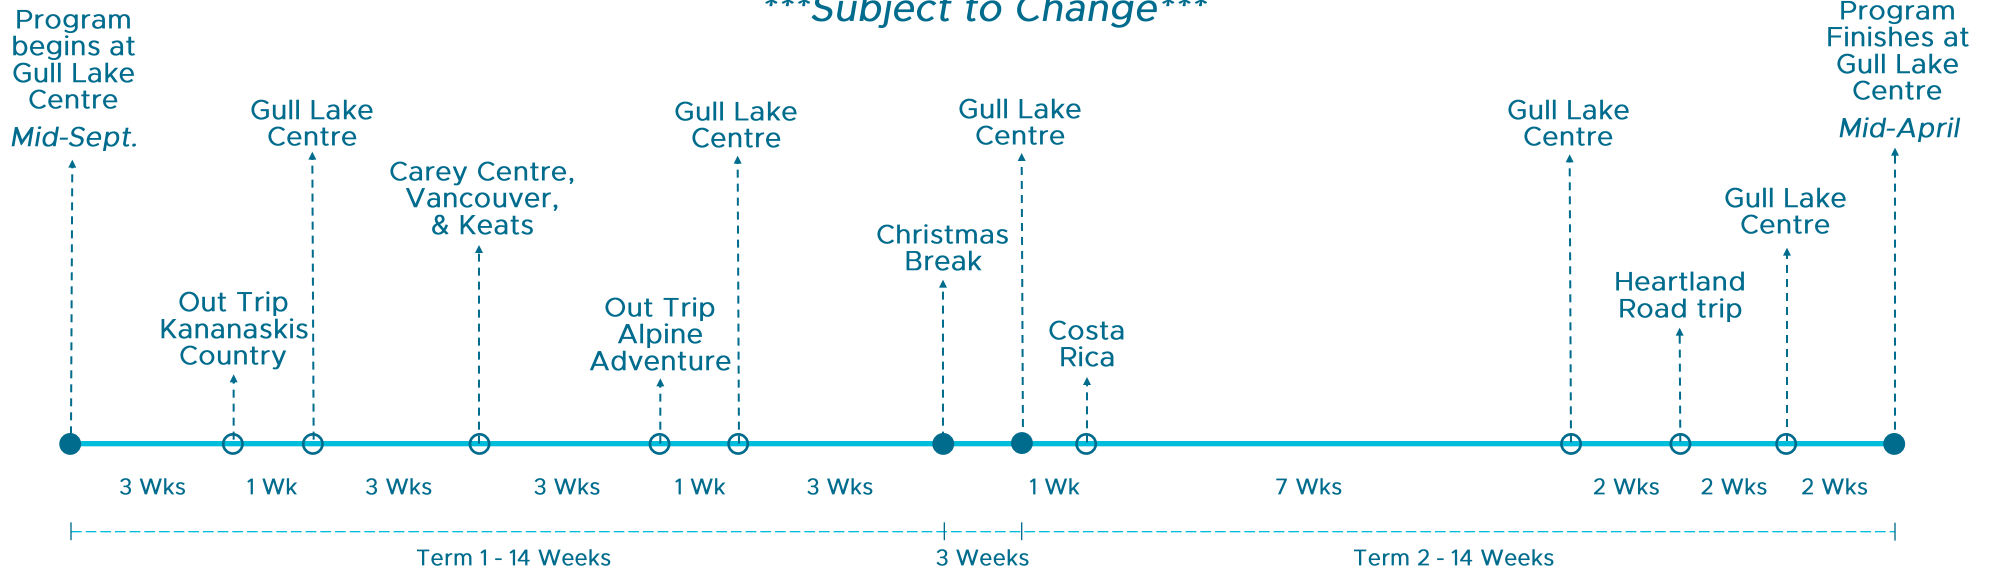 ***Subject to Change***
Program
begins at
Gull Lake
Centre
Mid-Sept.
Out Trip
Kananaskis
Country
Gull Lake
Centre
Carey Centre,
Vancouver,
& Keats
Out Trip
Alpine
Adventure
Gull Lake
Centre
Christmas
Break
Gull Lake
Centre
Costa
Rica
Gull Lake
Centre
Heartland
Road trip
Gull Lake
Centre
Program
Finishes at
Gull Lake
Centre
Mid-April
3 Wks
1 Wk
3 Wks
3 Wks
1 Wk
3 Wks
1 Wk
7 Wks
2 Wks
2 Wks
2 Wks
Term 1 - 14 Weeks
3 Weeks
Term 2 - 14 Weeks